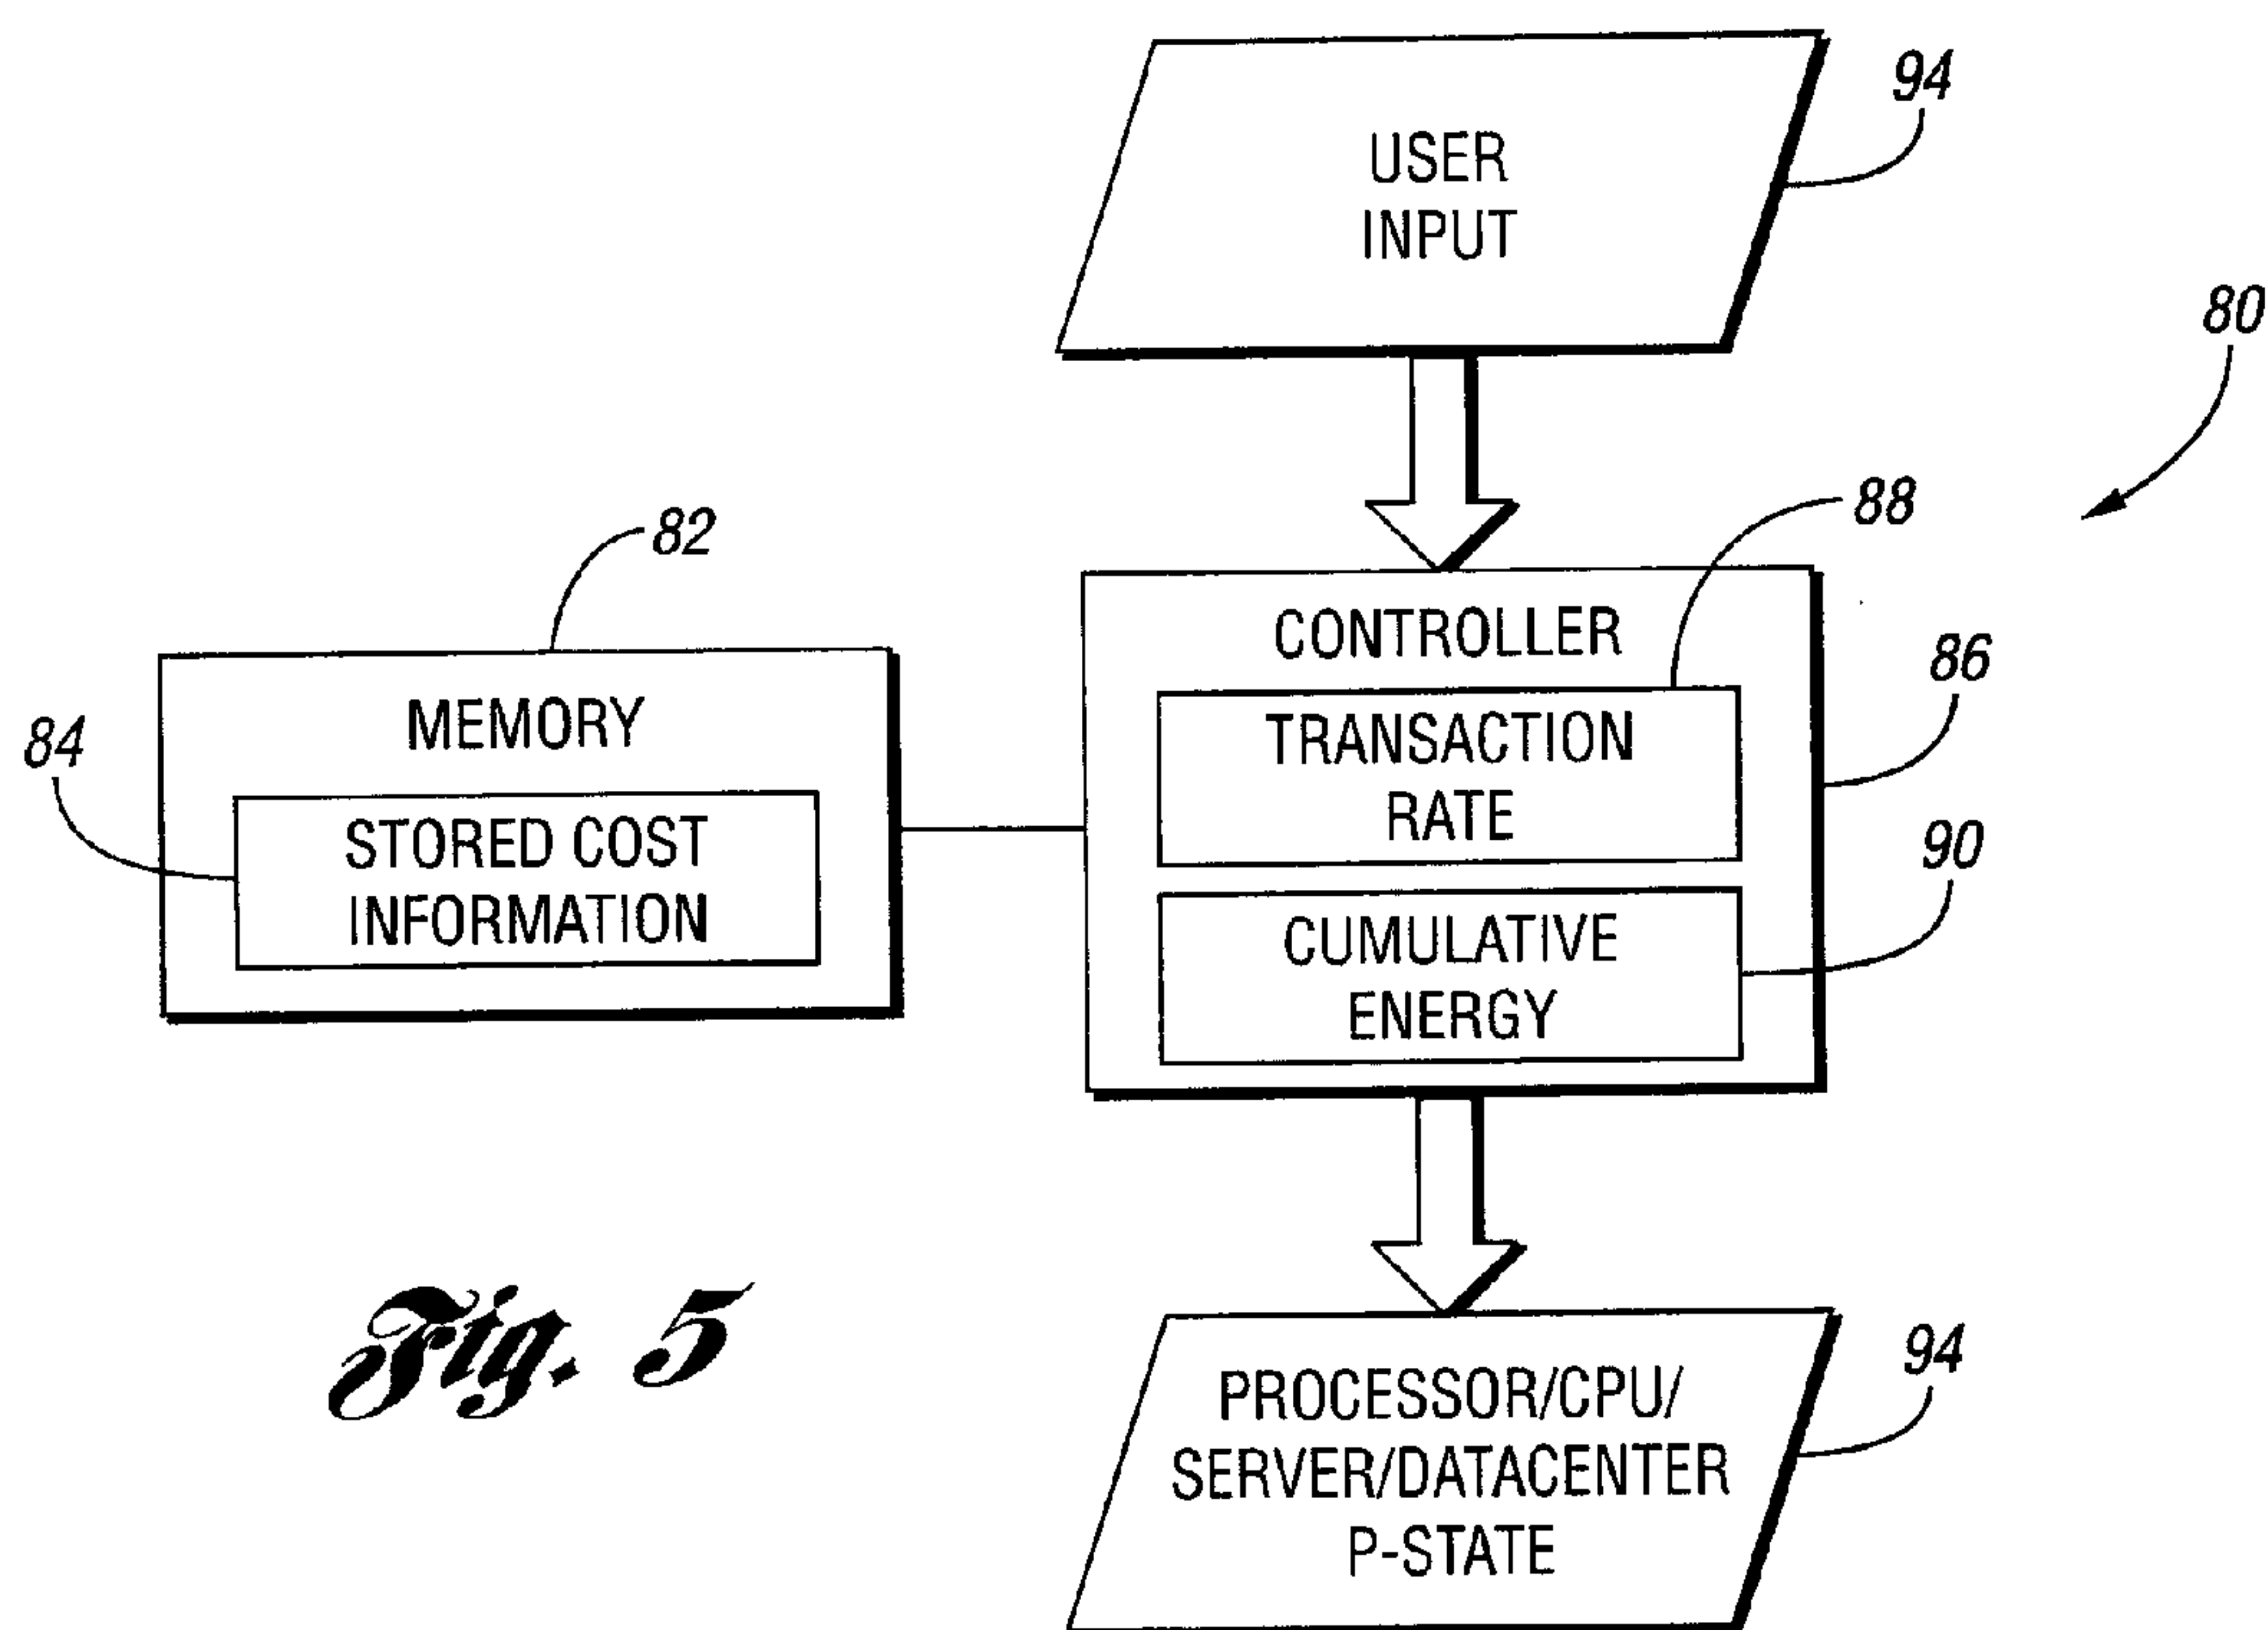 94
USER
INPUT
80
88
82
CONTROLLER
86
MEMORY
84
TRANSACTION
RATE
STORED COST
INFORMATION
90
CUMULATIVE
ENERGY
Fig. 5
94
PROCESSOR/CPU/
SERVER/DATACENTER
P-STATE